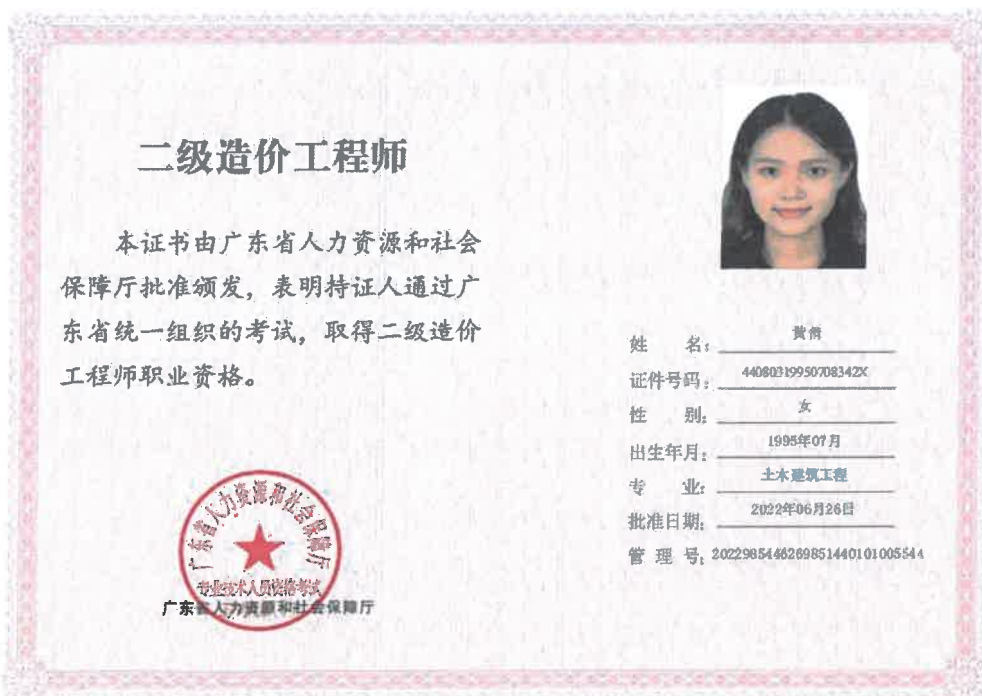 二级造价工程师
本证书由广东省人力资源和社会
保障厅批准颁发，表明持证人通过广
东省统一组织的考试，取得二级造价
工程师职业资格。
广东省人力资源和社会保障厅
专业技术人员资格考试
广东省人力资源和社会保障厅
姓 名：黄倩
证件号码：44080319950708342X
性 别：女
出生年月：1995年07月
专 业：土木建筑工程
批准日期：2022年06月26日
管 理 号：2022985446269851440101005544